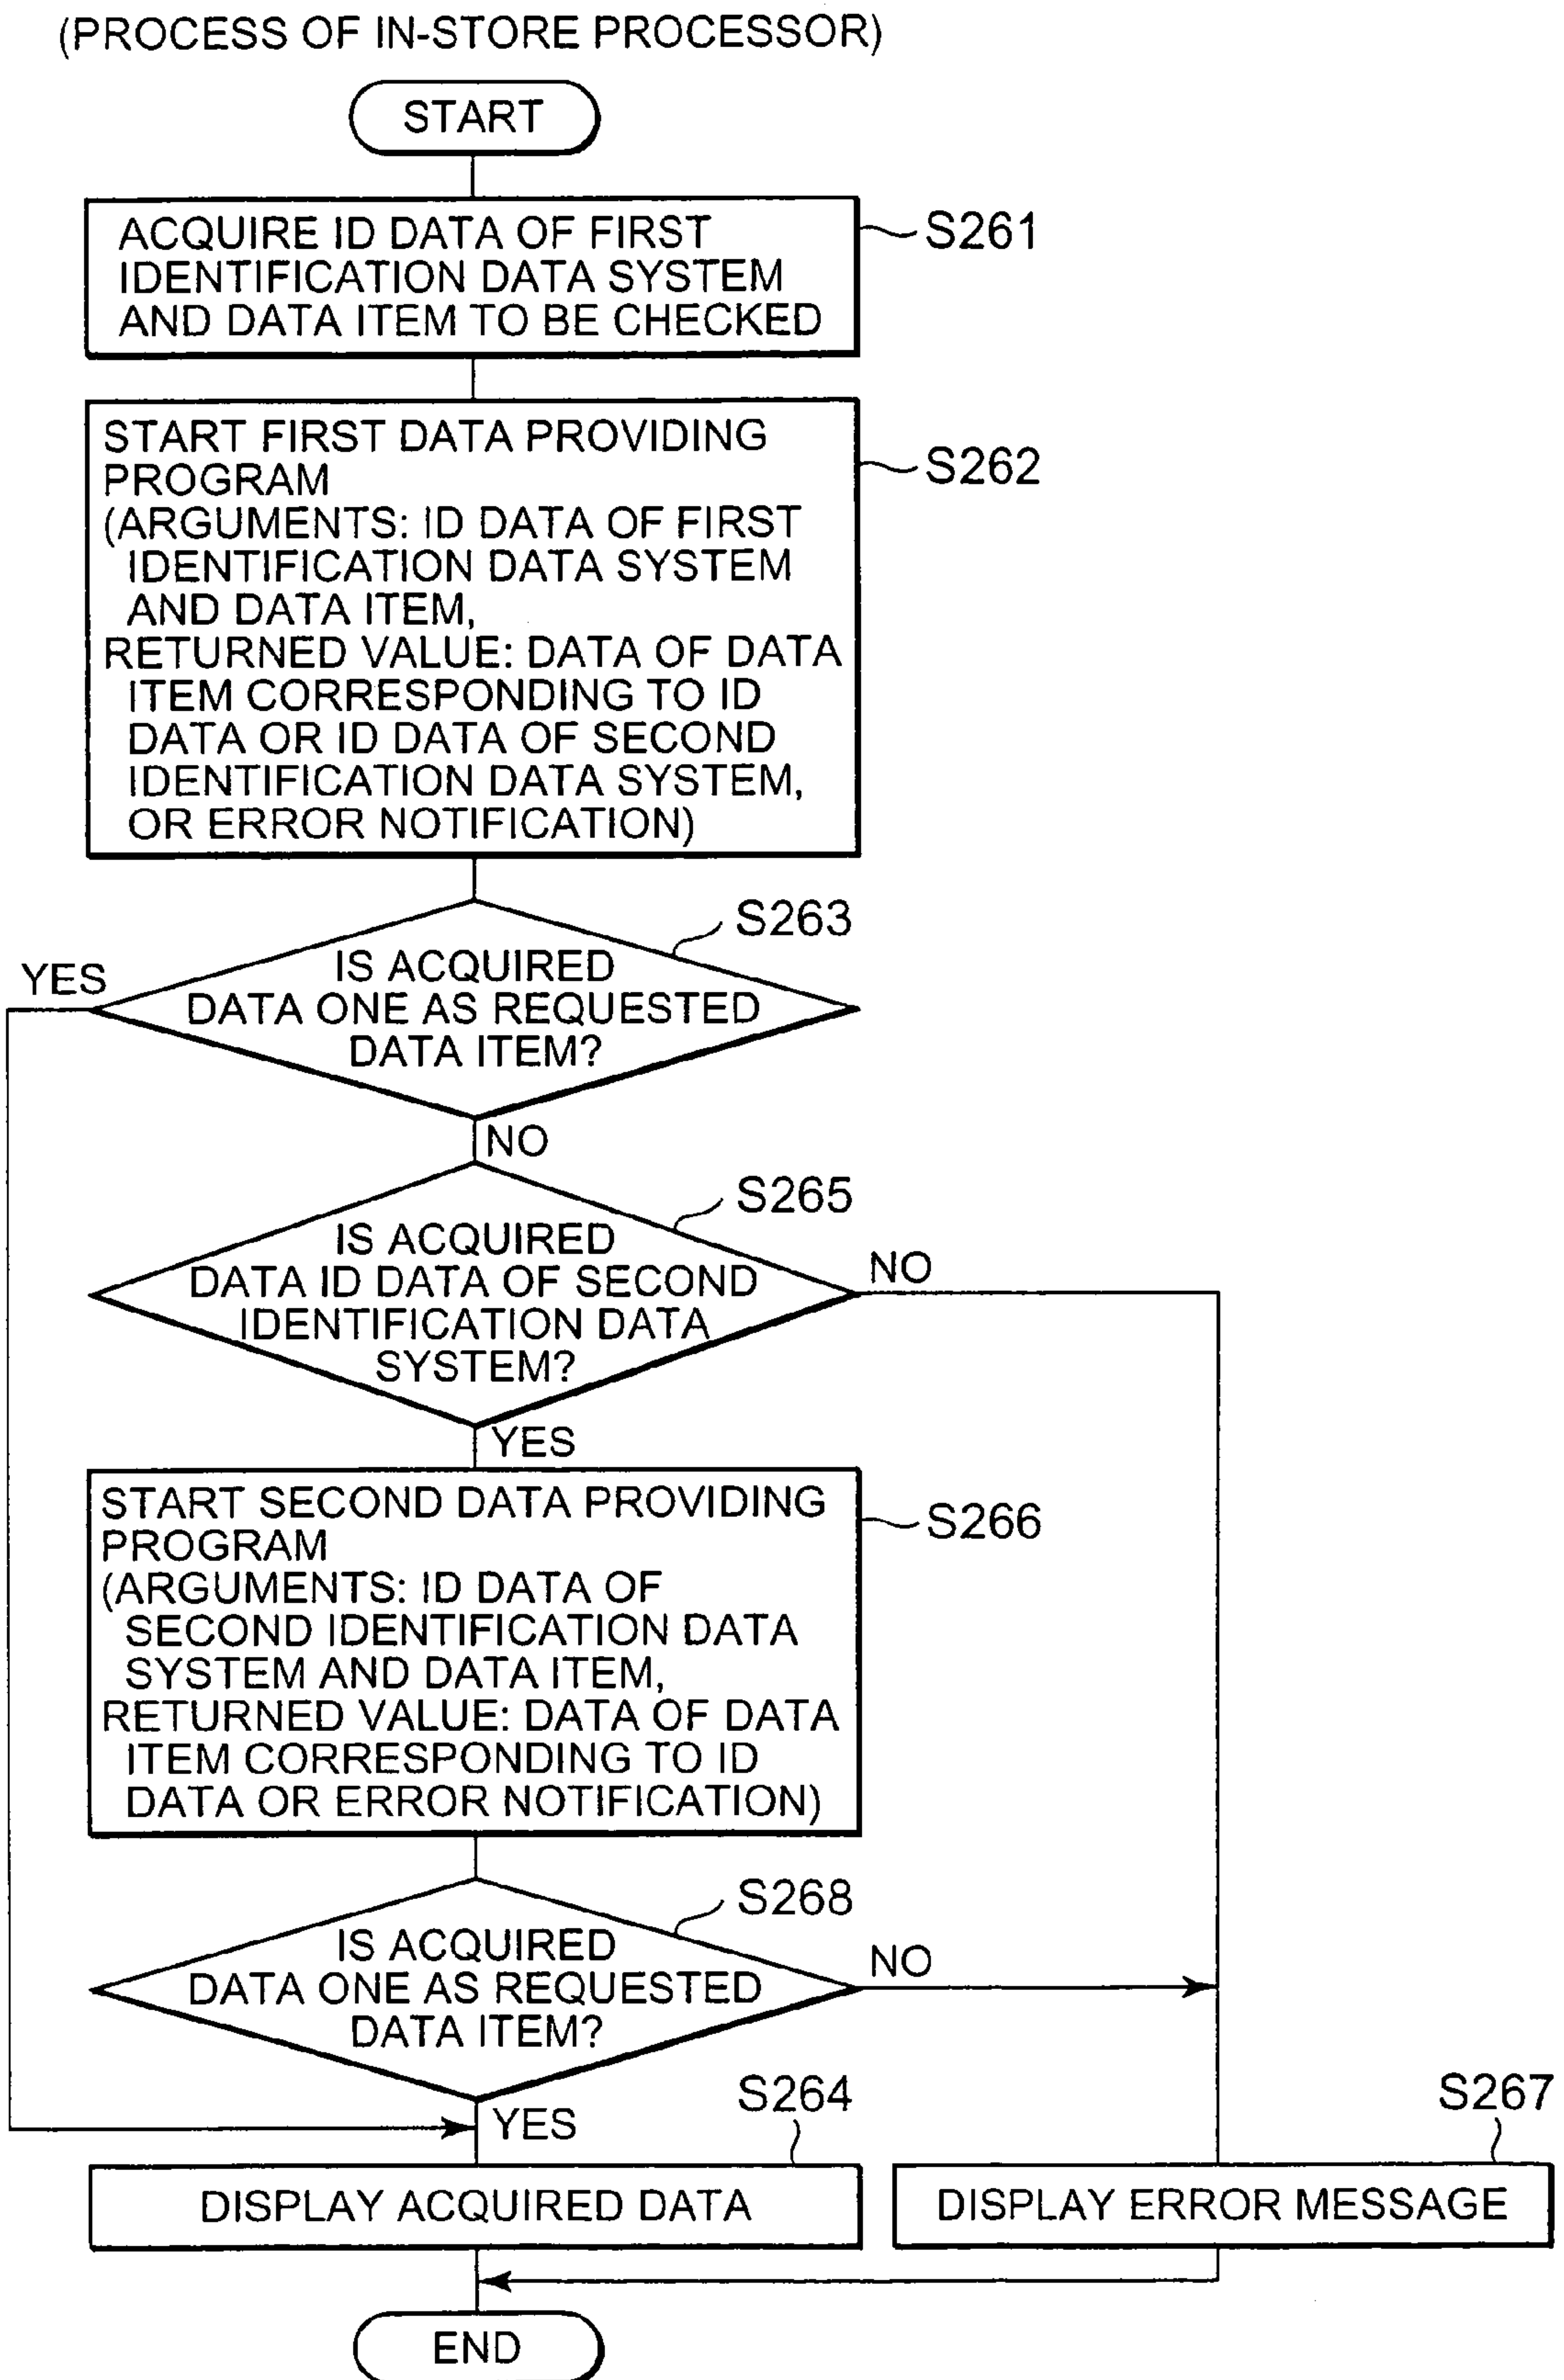 (PROCESS OF IN-STORE PROCESSOR)
START
ACQUIRE ID DATA OF FIRST
IDENTIFICATION DATA SYSTEM
AND DATA ITEM TO BE CHECKED
S261
START FIRST DATA PROVIDING
PROGRAM
(ARGUMENTS: ID DATA OF FIRST
IDENTIFICATION DATA SYSTEM
AND DATA ITEM,
RETURNED VALUE: DATA OF DATA
ITEM CORRESPONDING TO ID
DATA OR ID DATA OF SECOND
IDENTIFICATION DATA SYSTEM,
OR ERROR NOTIFICATION)
S262
S263
IS ACQUIRED
DATA ONE AS REQUESTED
DATA ITEM?
YES
NO
S265
IS ACQUIRED
DATA ID DATA OF SECOND
IDENTIFICATION DATA
SYSTEM?
NO
YES
START SECOND DATA PROVIDING
PROGRAM
(ARGUMENTS: ID DATA OF
SECOND IDENTIFICATION DATA
SYSTEM AND DATA ITEM,
RETURNED VALUE: DATA OF DATA
ITEM CORRESPONDING TO ID
DATA OR ERROR NOTIFICATION)
S266
S268
IS ACQUIRED
DATA ONE AS REQUESTED
DATA ITEM?
NO
YES
S264
DISPLAY ACQUIRED DATA
S267
DISPLAY ERROR MESSAGE
END